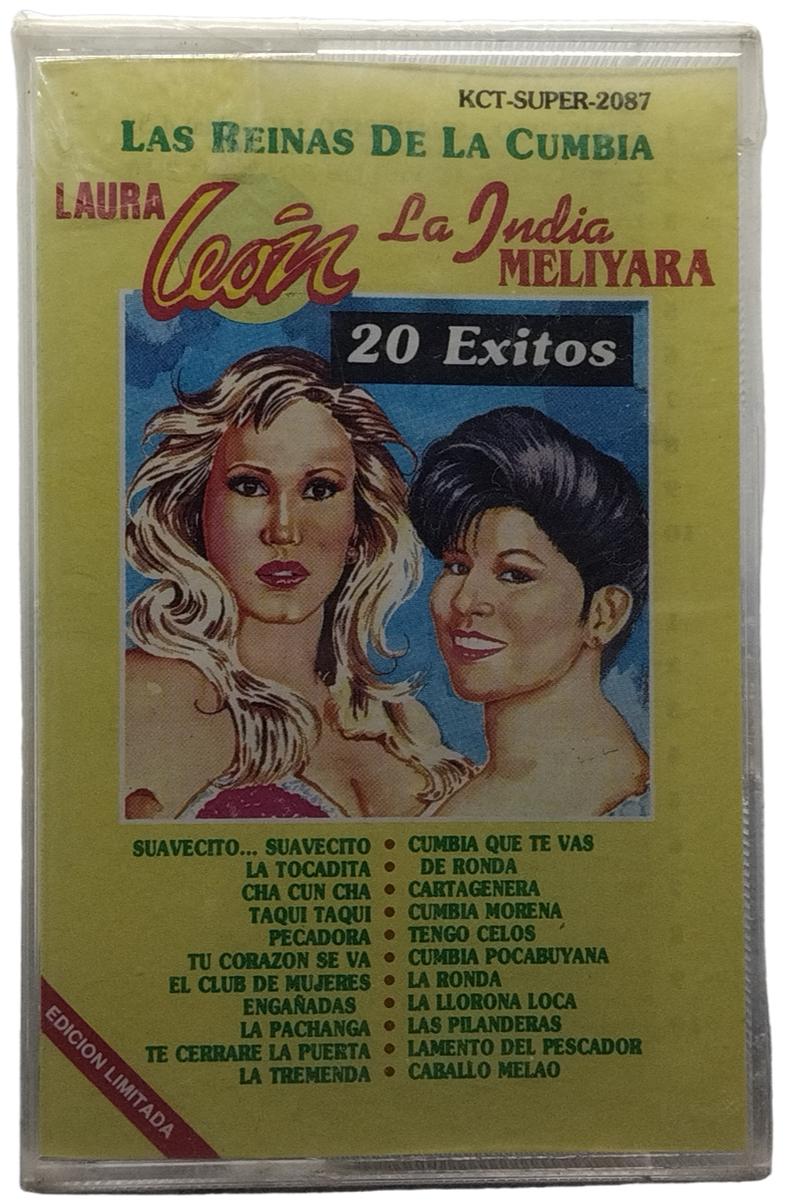 KCT-SUPER-2087
LAS REINAS DE LA CUMBIA
LAURA León
La India MELIYARA
20 Exitos
SUAVECITO... SUAVECITO
LA TOCADITA
CHA CUN CHA
TAQUI TAQUI
PECADORA
TU CORAZON SE VA
EL CLUB DE MUJERES
ENGAÑADAS
LA PACHANGA
TE CERRARE LA PUERTA
LA TREMENDA
CUMBIA QUE TE VAS
DE RONDA
CARTAGENERA
CUMBIA MORENA
TENGO CELOS
CUMBIA POCABUYANA
LA RONDA
LA LLORONA LOCA
LAS PILANDERAS
LAMENTO DEL PESCADOR
CABALLO MELAO
EDICION LIMITADA